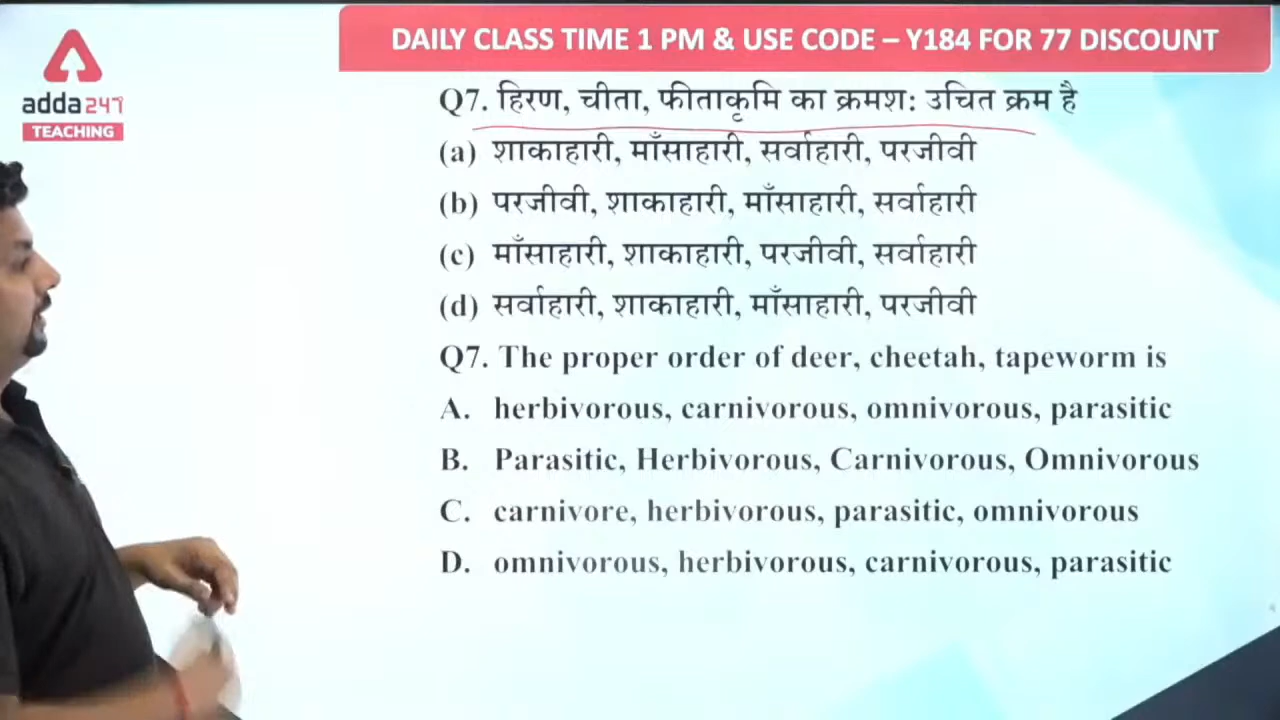 DAILY CLASS TIME 1 PM & USE CODE – Y184 FOR 77 DISCOUNT
adda247
TEACHING
Q7. हिरण, चीता, फीताकृमि का क्रमश: उचित क्रम है
(a) शाकाहारी, माँसाहारी, सर्वाहारी, परजीवी
(b) परजीवी, शाकाहारी, माँसाहारी, सर्वाहारी
(c) माँसाहारी, शाकाहारी, परजीवी, सर्वाहारी
(d) सर्वाहारी, शाकाहारी, माँसाहारी, परजीवी
Q7. The proper order of deer, cheetah, tapeworm is
A. herbivorous, carnivorous, omnivorous, parasitic
B. Parasitic, Herbivorous, Carnivorous, Omnivorous
C. carnivore, herbivorous, parasitic, omnivorous
D. omnivorous, herbivorous, carnivorous, parasitic